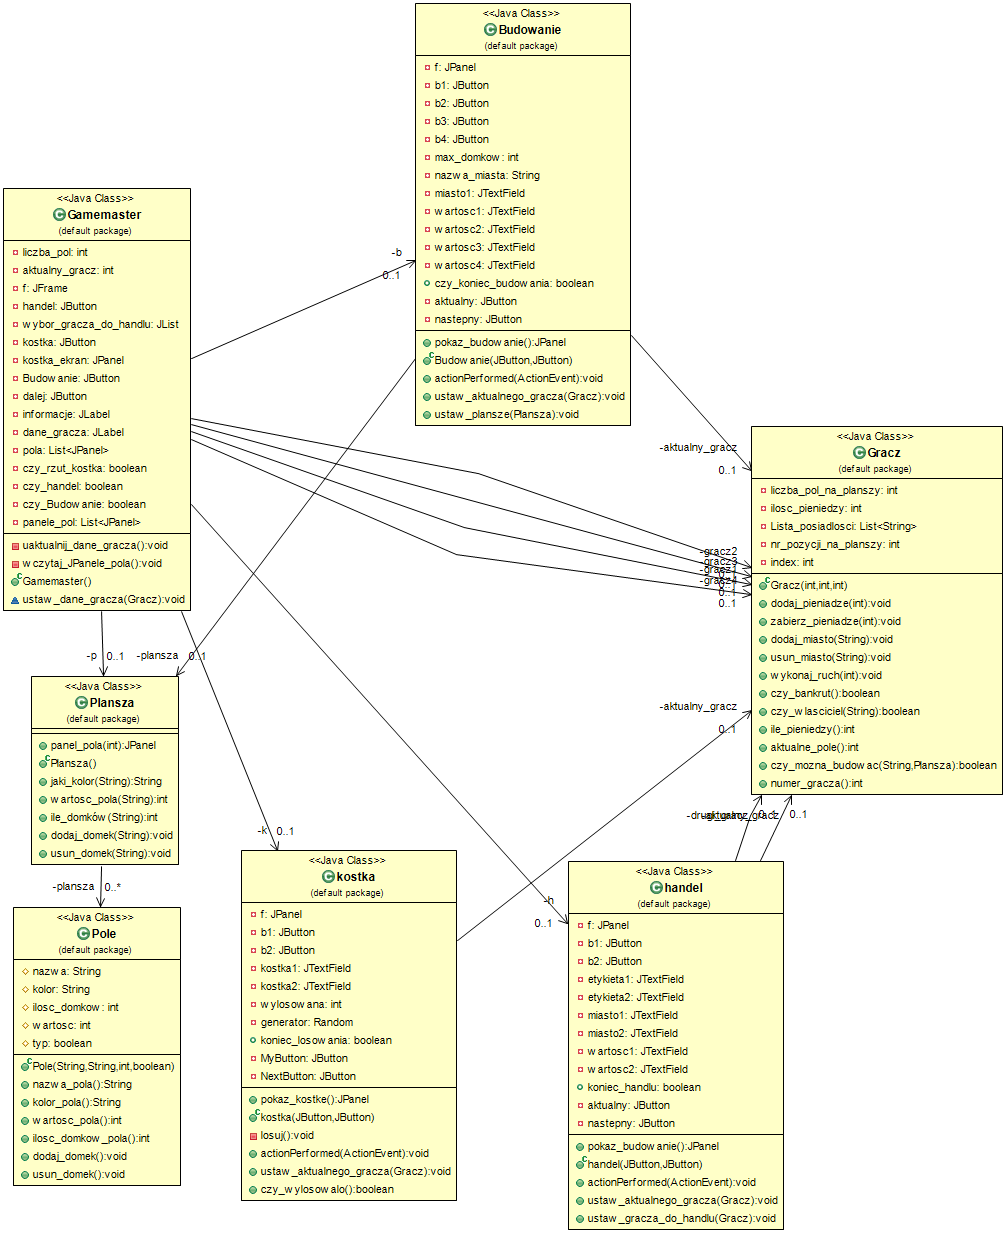 <<Java Class>>
Budowanie
(default package)
f: JPanel
b1: JButton
b2: JButton
b3: JButton
b4: JButton
max_domkow: int
nazwa_miasta: String
miasto1: JTextField
wartosc1: JTextField
wartosc2: JTextField
wartosc3: JTextField
wartosc4: JTextField
czy_koniec_budowania: boolean
aktualny: JButton
nastepny: JButton
pokaz_budowanie():JPanel
Budowanie(JButton,JButton)
actionPerformed(ActionEvent):void
ustaw_aktualnego_gracza(Gracz):void
ustaw_plansze(Plansza):void
<<Java Class>>
Gamemaster
(default package)
liczba_pol: int
aktualny_gracz: int
f: JFrame
handel: JButton
wybor_gracza_do_handlu: JList
kostka: JButton
kostka_ekran: JPanel
Budowanie: JButton
dalej: JButton
informacje: JLabel
dane_gracza: JLabel
pola: List<JPanel>
czy_rzut_kostka: boolean
czy_handel: boolean
czy_Budowanie: boolean
panele_pol: List<JPanel>
uaktualnij_dane_gracza():void
wczytaj_JPanele_pola():void
Gamemaster()
ustaw_dane_gracza(Gracz):void
-b
0..1
-aktualny_gracz
0..1
<<Java Class>>
Gracz
(default package)
liczba_pol_na_planszy: int
ilosc_pieniedzy: int
Lista_posiadlosci: List<String>
nr_pozycji_na_planszy: int
index: int
Gracz(int,int,int)
dodaj_pieniadze(int):void
zabierz_pieniadze(int):void
dodaj_miasto(String):void
usun_miasto(String):void
wykonaj_ruch(int):void
czy_bankrut():boolean
czy_wlasciciel(String):boolean
ile_pieniedzy():int
aktualne_pole():int
czy_mozna_budowac(String,Plansza):boolean
numer_gracza():int
-gracz2
-gracz3
0..1
-gracz1
0..1
-gracz4
0..1
0..1
-p
0..1
-plansza
0..1
<<Java Class>>
Plansza
(default package)
panel_pola(int):JPanel
Plansza()
jaki_kolor(String):String
wartosc_pola(String):int
ile_domków(String):int
dodaj_domek(String):void
usun_domek(String):void
-aktualny_gracz
0..1
-k
0..1
-drugi_gracz
0..1
-aktualny_gracz
0..1
-h
0..1
-plansza
0..*
<<Java Class>>
Pole
(default package)
nazwa: String
kolor: String
ilosc_domkow: int
wartosc: int
typ: boolean
Pole(String,String,int,boolean)
nazwa_pola():String
kolor_pola():String
wartosc_pola():int
ilosc_domkow_pola():int
dodaj_domek():void
usun_domek():void
<<Java Class>>
kostka
(default package)
f: JPanel
b1: JButton
b2: JButton
kostka1: JTextField
kostka2: JTextField
wylosowana: int
generator: Random
koniec_losowania: boolean
MyButton: JButton
NextButton: JButton
pokaz_kostke():JPanel
kostka(JButton,JButton)
losuj():void
actionPerformed(ActionEvent):void
ustaw_aktualnego_gracza(Gracz):void
czy_wylosowalo():boolean
<<Java Class>>
handel
(default package)
f: JPanel
b1: JButton
b2: JButton
etykieta1: JTextField
etykieta2: JTextField
miasto1: JTextField
miasto2: JTextField
wartosc1: JTextField
wartosc2: JTextField
koniec_handlu: boolean
aktualny: JButton
nastepny: JButton
pokaz_budowanie():JPanel
handel(JButton,JButton)
actionPerformed(ActionEvent):void
ustaw_aktualnego_gracza(Gracz):void
ustaw_gracza_do_handlu(Gracz):void